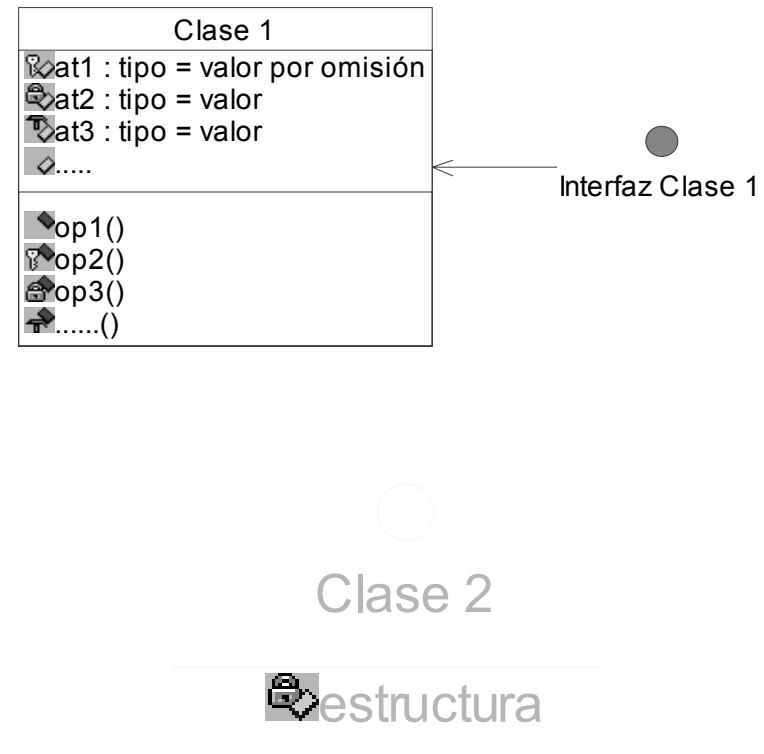 Clase 1
at1 : tipo = valor por omisión
at2 : tipo = valor
at3 : tipo = valor
.....
Interfaz Clase 1
op1()
op2()
op3()
......()
Clase 2
estructura